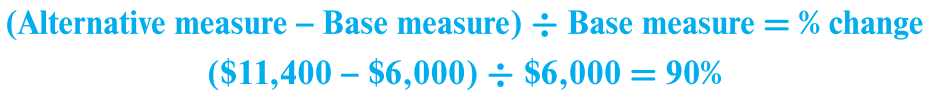 (Alternative measure – Base measure) ÷ Base measure = % change
($11,400 – $6,000) ÷ $6,000 = 90%